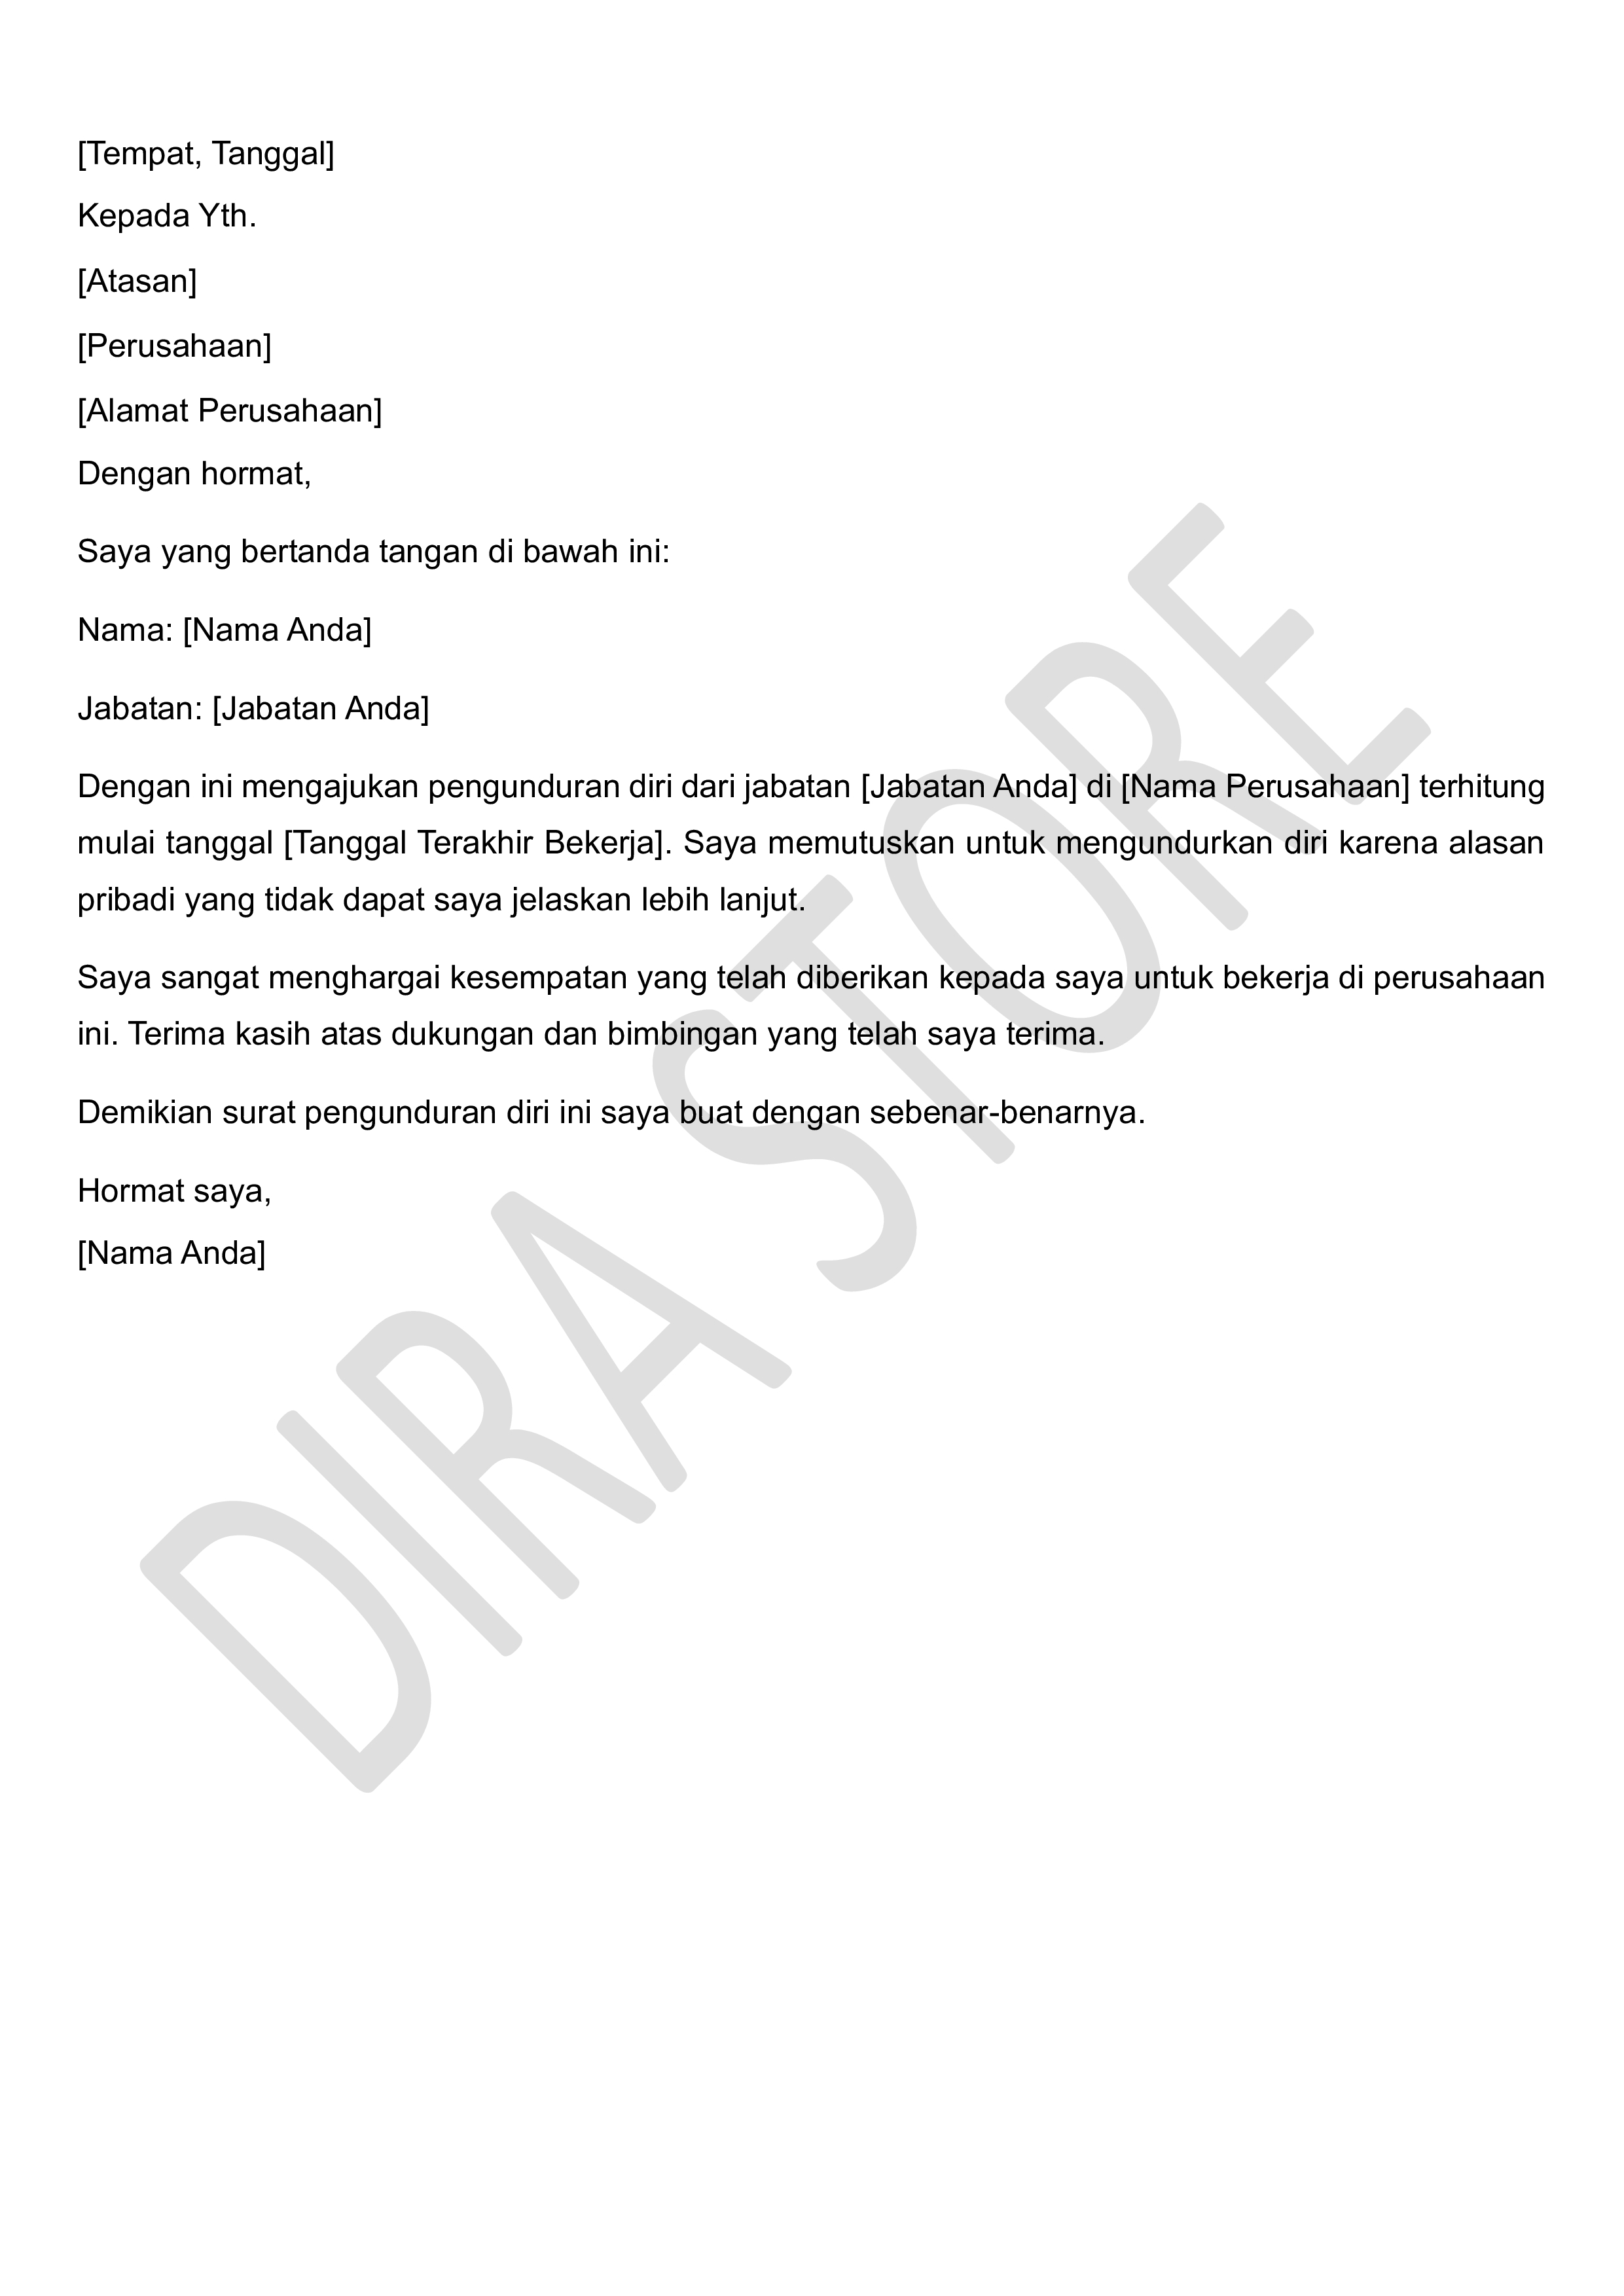 [Tempat, Tanggal]
Kepada Yth.
[Atasan]
[Perusahaan]
[Alamat Perusahaan]
Dengan hormat,
Saya yang bertanda tangan di bawah ini:
Nama: [Nama Anda]
Jabatan: [Jabatan Anda]
Dengan ini mengajukan pengunduran diri dari jabatan [Jabatan Anda] di [Nama Perusahaan] terhitung
mulai tanggal [Tanggal Terakhir Bekerja]. Saya memutuskan untuk mengundurkan diri karena alasan
pribadi yang tidak dapat saya jelaskan lebih lanjut.
Saya sangat menghargai kesempatan yang telah diberikan kepada saya untuk bekerja di perusahaan
ini. Terima kasih atas dukungan dan bimbingan yang telah saya terima.
Demikian surat pengunduran diri ini saya buat dengan sebenar-benarnya.
Hormat saya,
[Nama Anda]
DIRA STORE